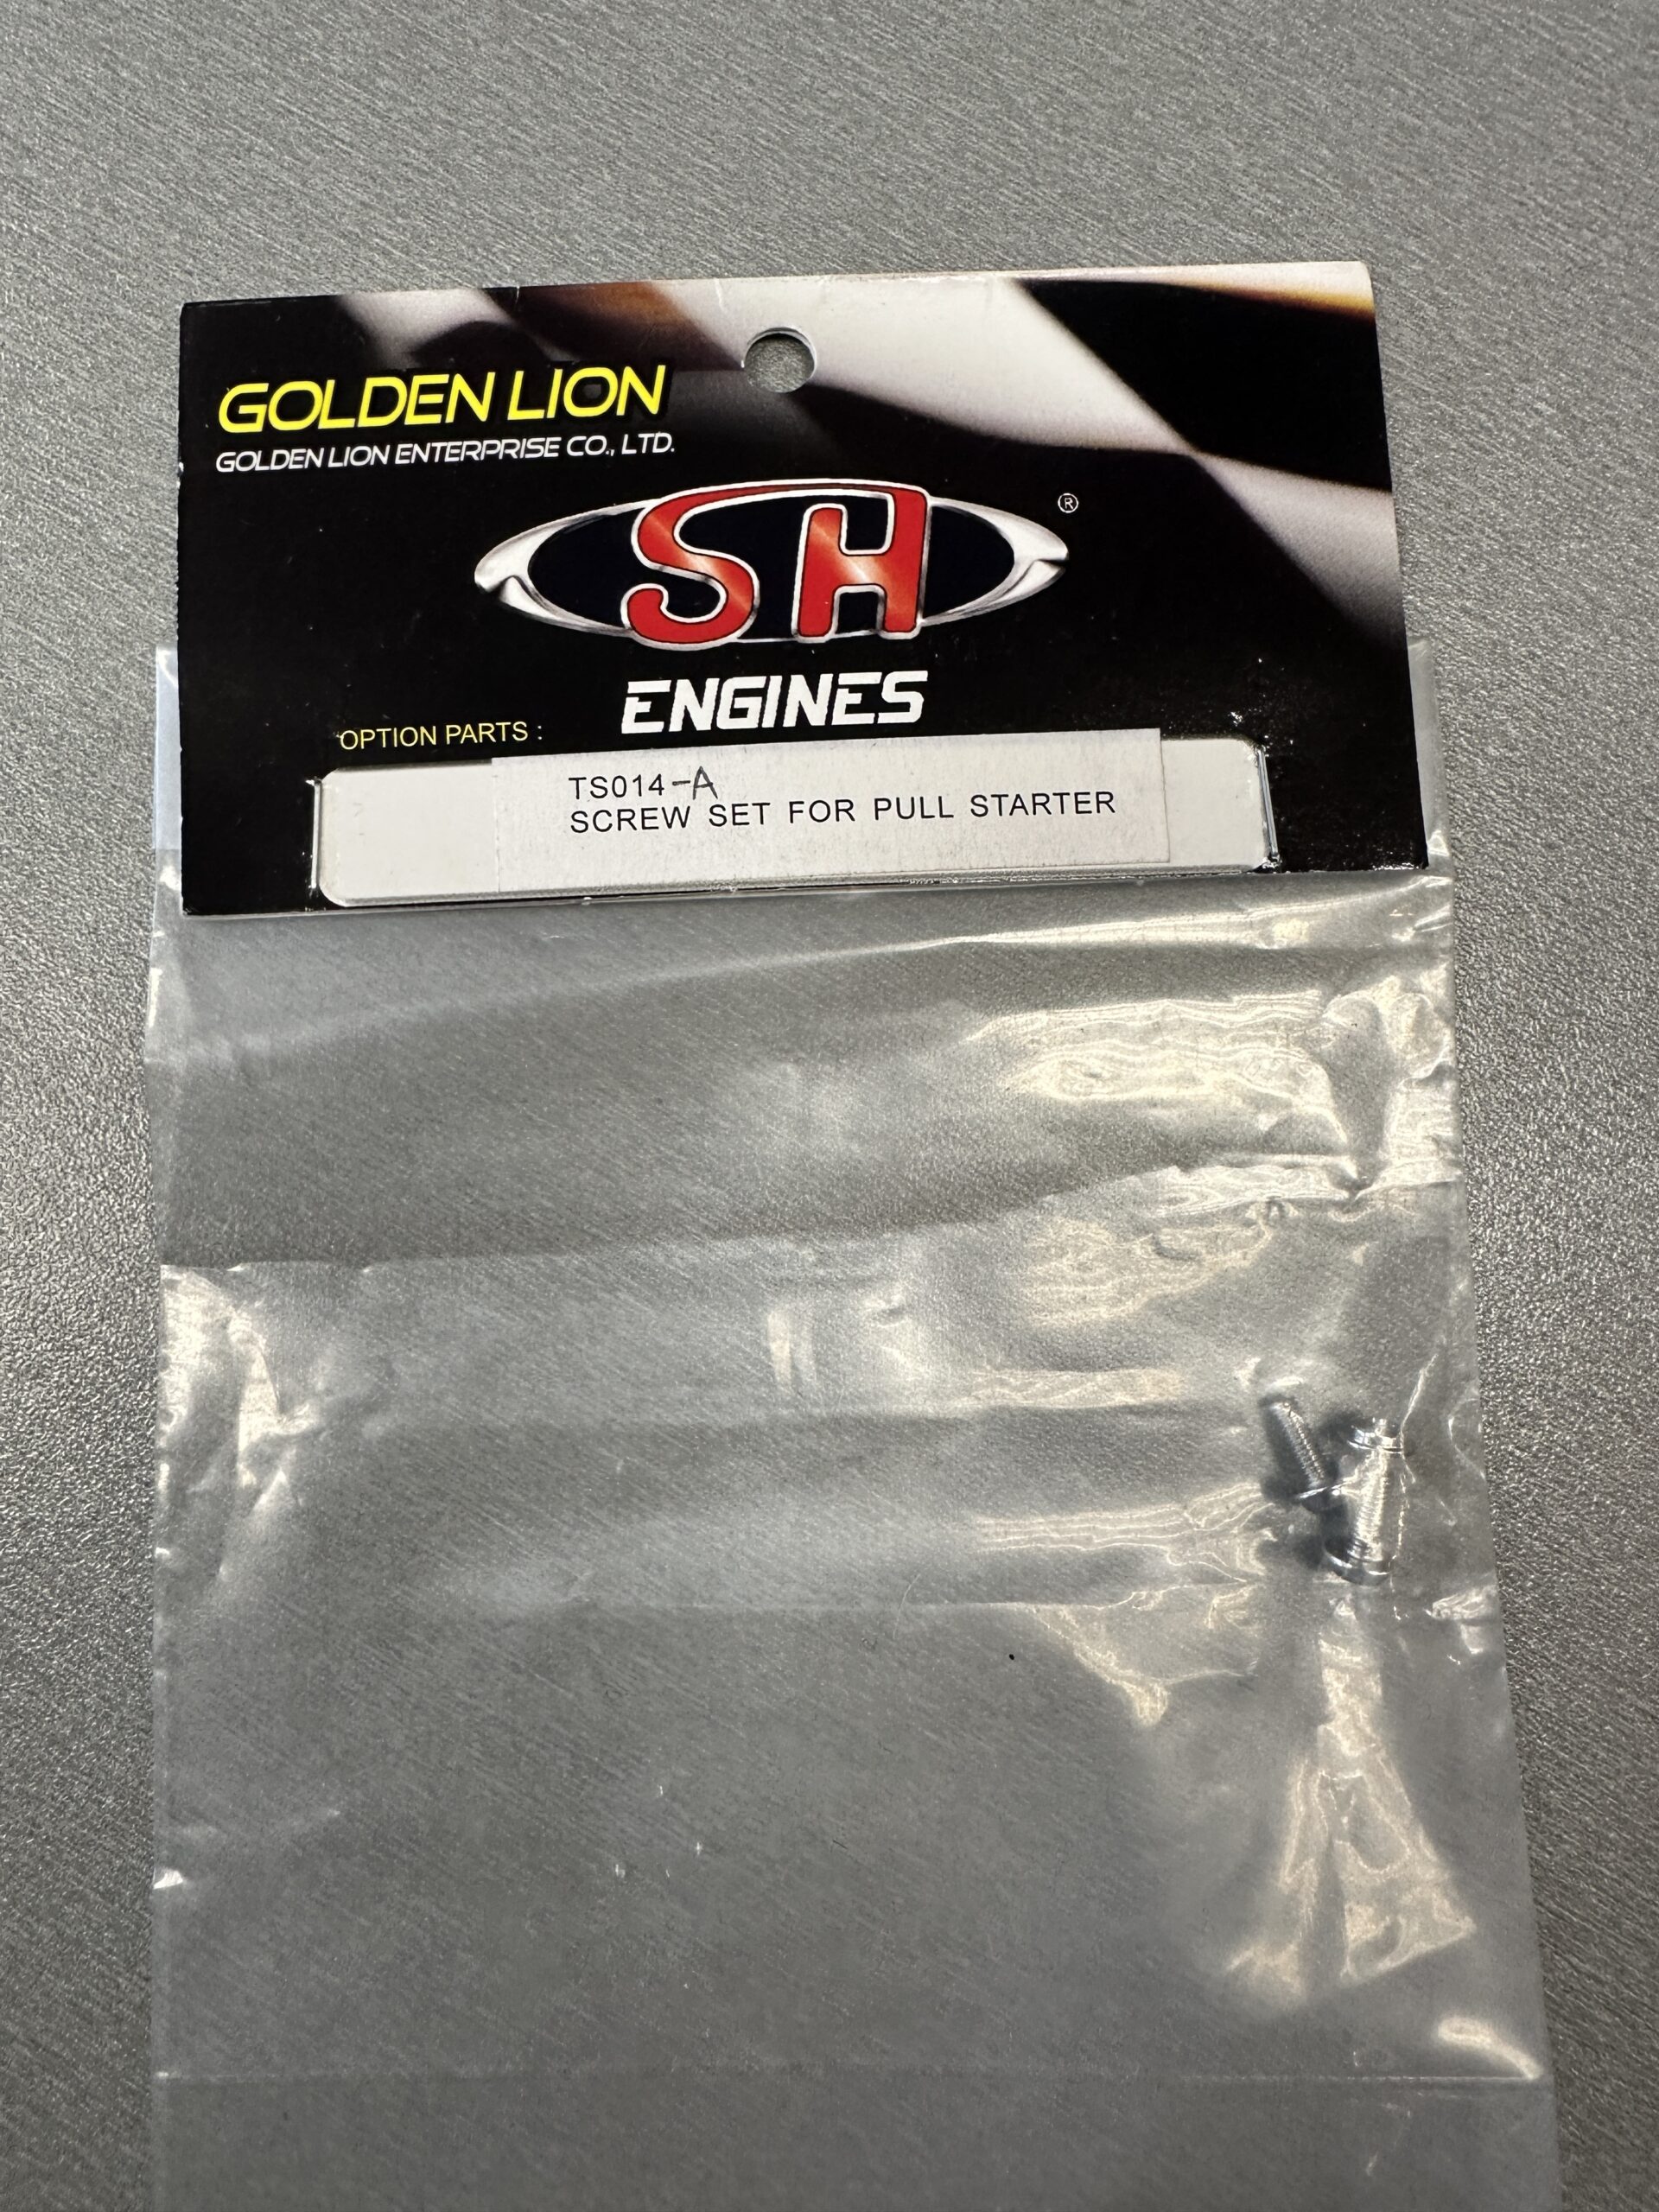 GOLDEN LION
GOLDEN LION ENTERPRISE CO., LTD.
SH ®
ENGINES
OPTION PARTS :
TS014-A
SCREW SET FOR PULL STARTER